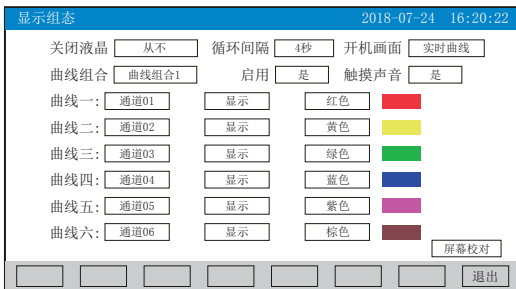 显示组态 2018-07-24 16:20:22
关闭液晶 从不 循环间隔 4秒 开机画面 实时曲线
曲线组合 曲线组合1 启用 是 触摸声音 是
曲线一: 通道01 显示 红色
曲线二: 通道02 显示 黄色
曲线三: 通道03 显示 绿色
曲线四: 通道04 显示 蓝色
曲线五: 通道05 显示 紫色
曲线六: 通道06 显示 棕色
屏幕校对
退出